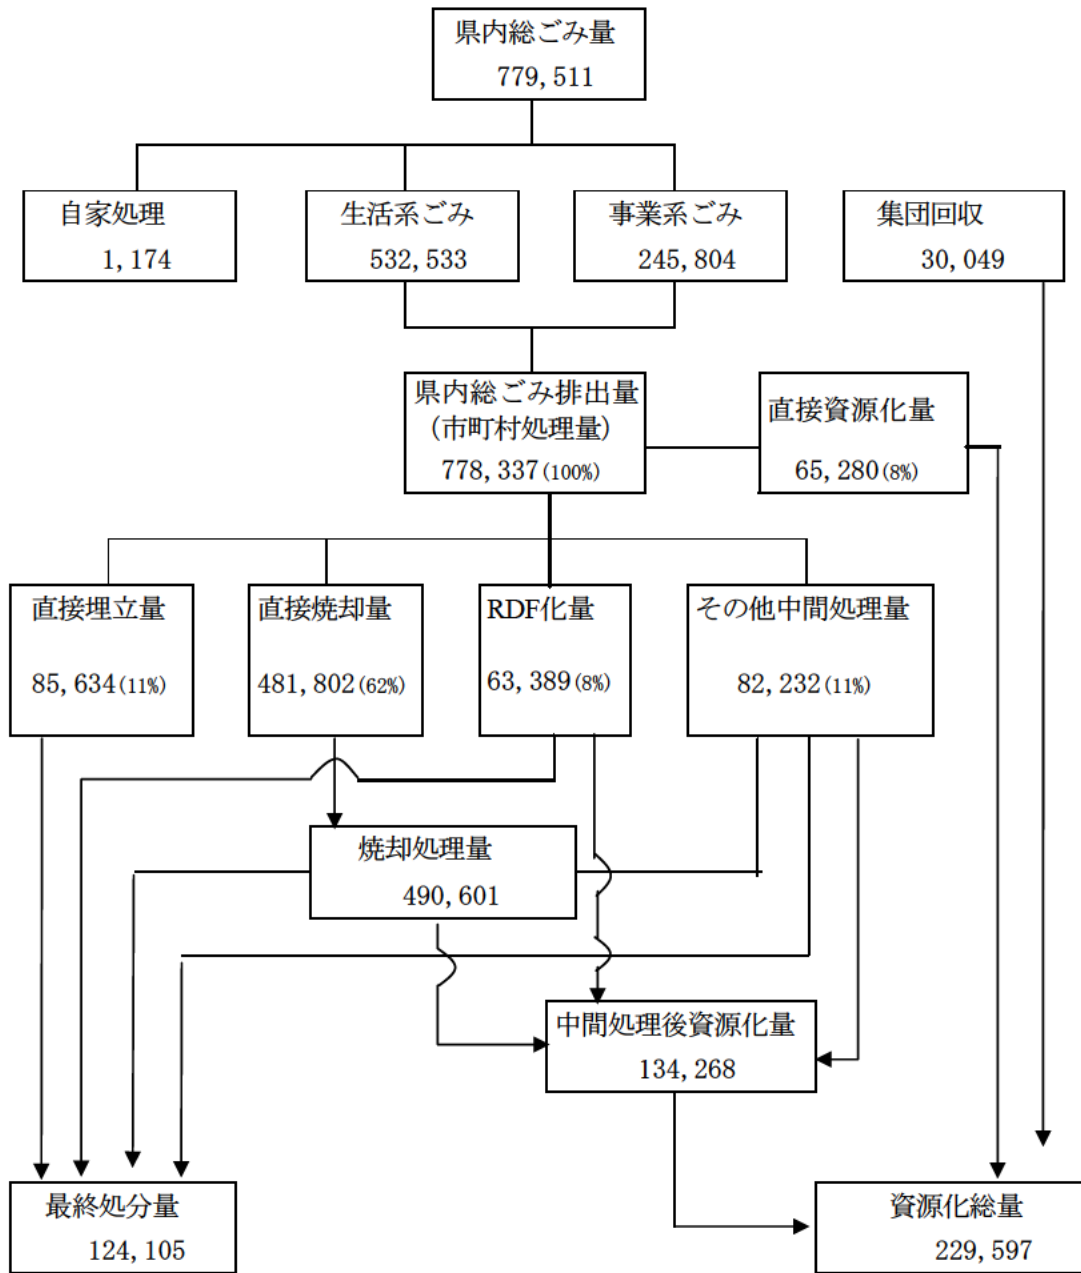 県内総ごみ量
779,511
自家処理
1,174
生活系ごみ
532,533
事業系ごみ
245,804
集団回収
30,049
県内総ごみ排出量
(市町村処理量)
778,337(100%)
直接資源化量
65,280(8%)
直接埋立量
85,634(11%)
直接焼却量
481,802(62%)
RDF化量
63,389(8%)
その他中間処理量
82,232(11%)
焼却処理量
490,601
中間処理後資源化量
134,268
最終処分量
124,105
資源化総量
229,597